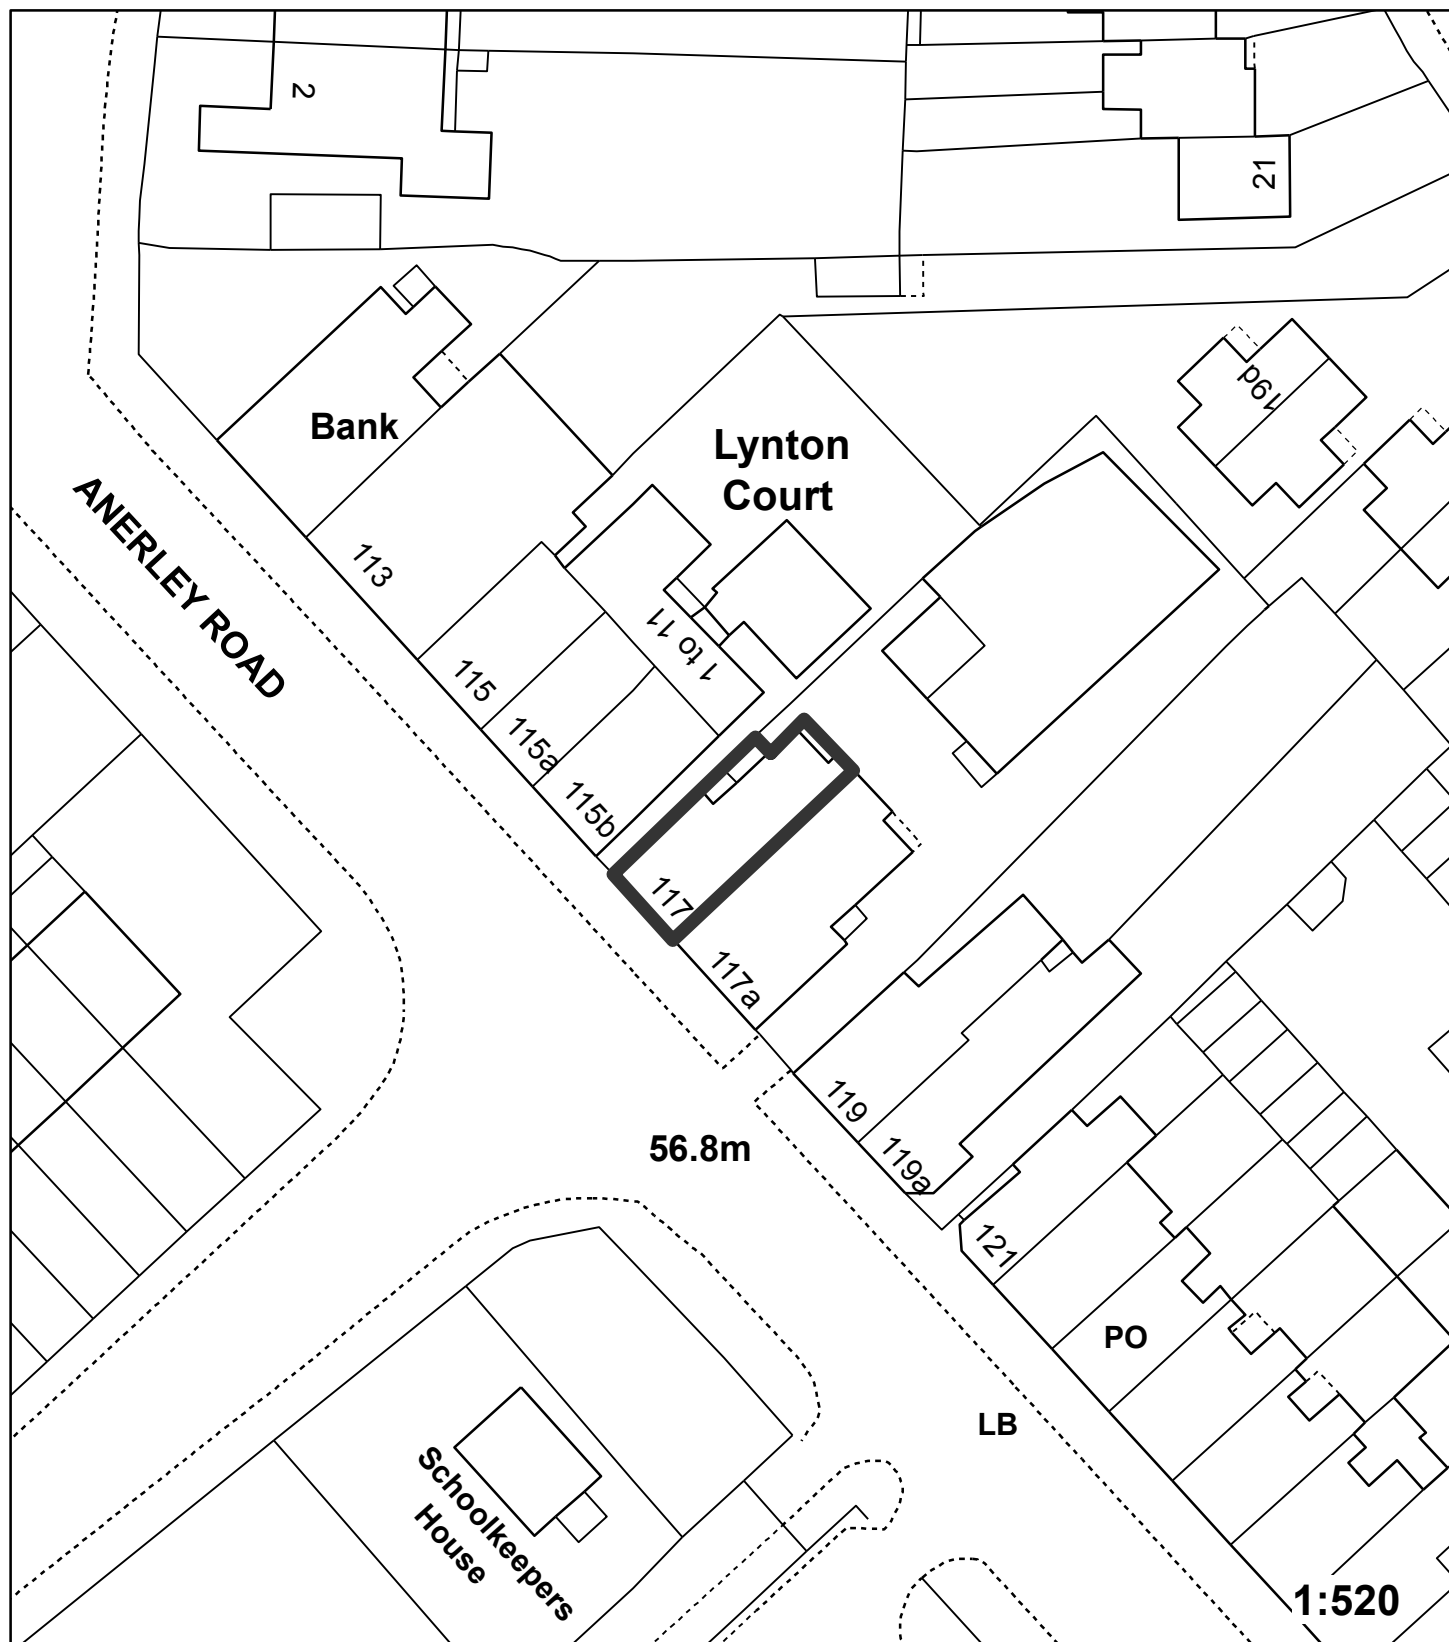 2
21
Bank
Lynton
Court
19d
ANERLEY ROAD
113
1 to 11
115
115a
115b
117
117a
119
119a
56.8m
121
PO
LB
Schoolkeepers
House
1:520